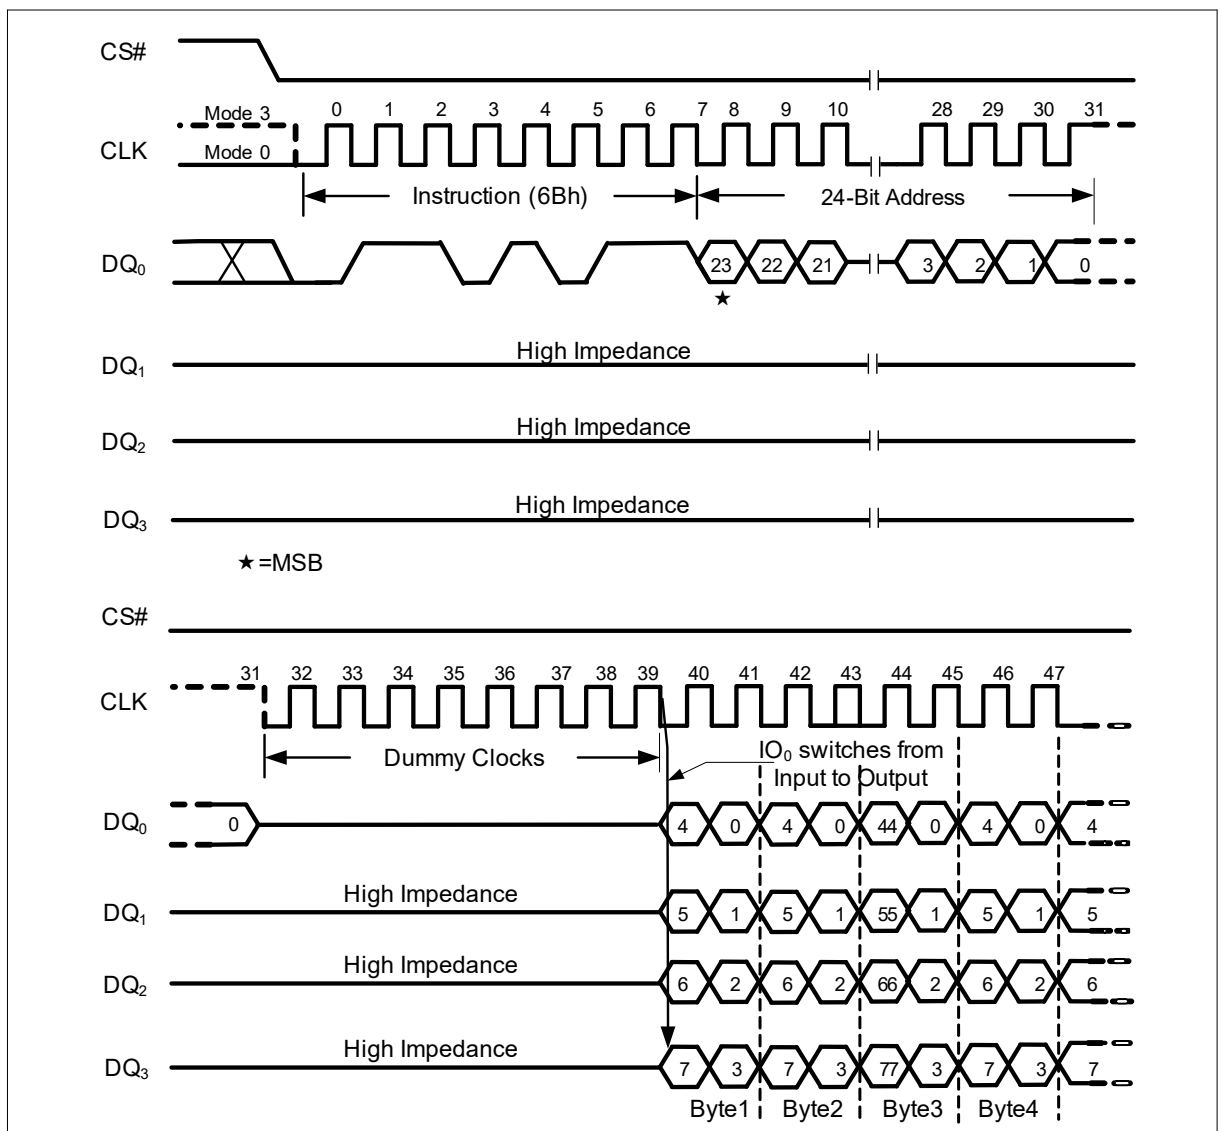 CS#
0 1 2 3 4 5 6 7 8 9 10 28 29 30 31
Mode 3
CLK
Mode 0
Instruction (6Bh) 24-Bit Address
DQ0 23 22 21 3 2 1 0
★
High Impedance
DQ1
High Impedance
DQ2
High Impedance
DQ3
★=MSB
CS#
31 32 33 34 35 36 37 38 39 40 41 42 43 44 45 46 47
CLK
Dummy Clocks
IO0 switches from
Input to Output
DQ0 0 4 0 4 0 44 0 4 0 4
High Impedance
DQ1 5 1 5 1 55 1 5 1 5
High Impedance
DQ2 6 2 6 2 66 2 6 2 6
High Impedance
DQ3 7 3 7 3 77 3 7 3 7
Byte1 Byte2 Byte3 Byte4